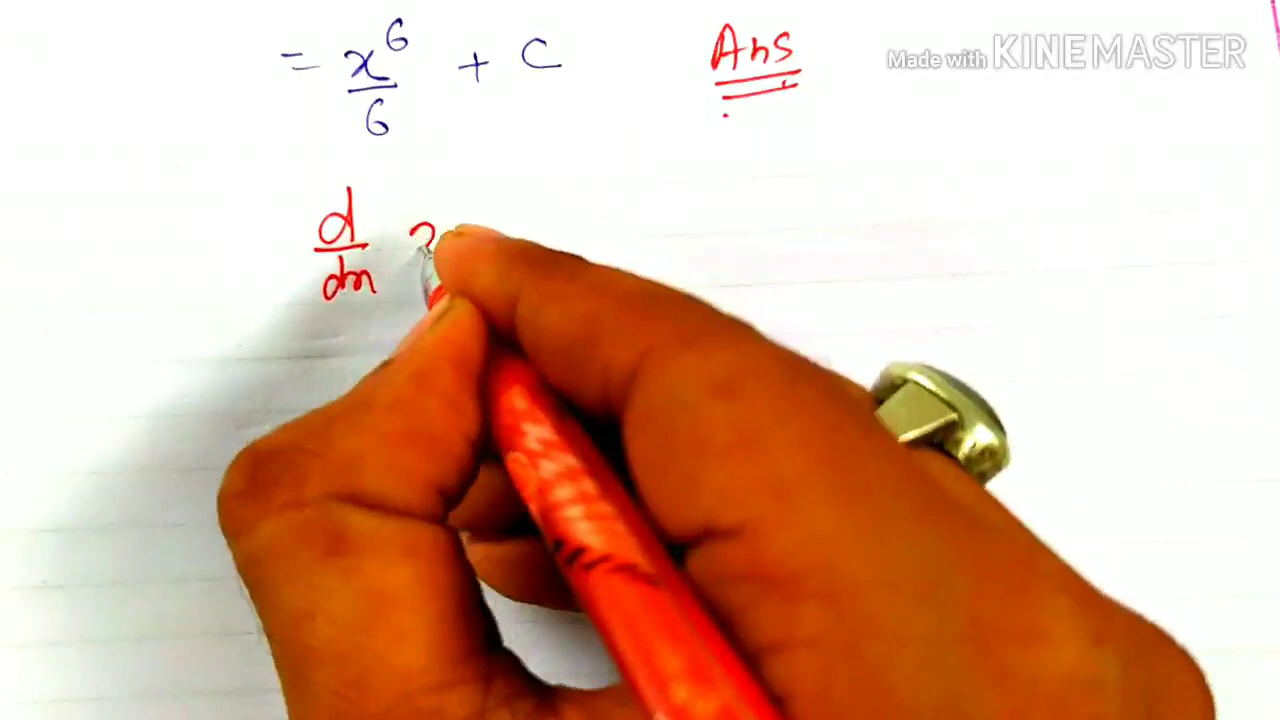 = x^6/6 + C Ans
Made with KINEMASTER
d/dx